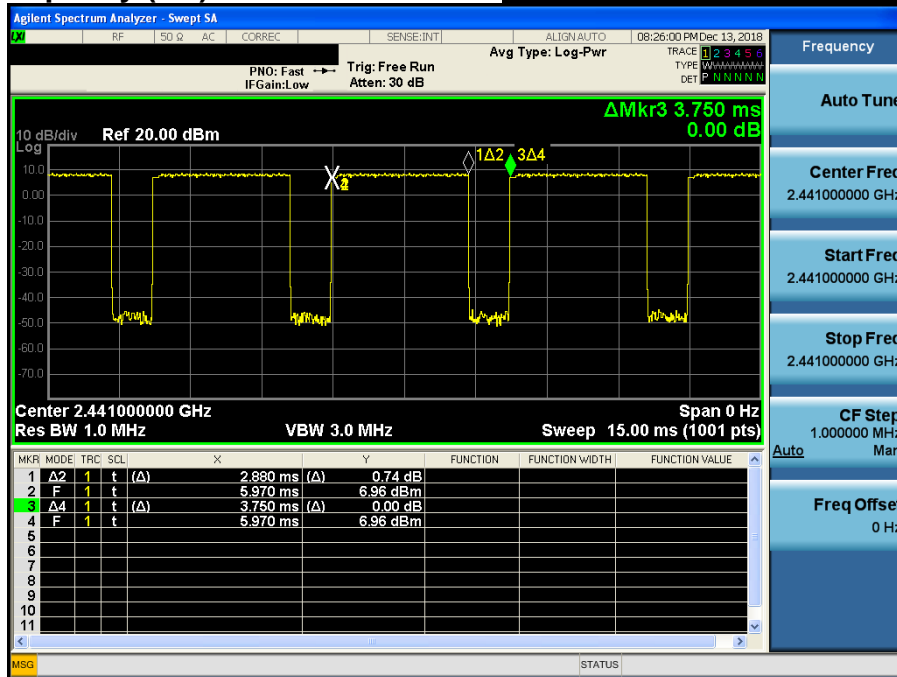 Agilent Spectrum Analyzer - Swept SA
LXI RF 50 Ω AC CORREC SENSE:INT ALIGN AUTO 08:26:00 PM Dec 13, 2018
Avg Type: Log-Pwr TRACE 1 2 3 4 5 6
PNO: Fast Trig: Free Run TYPE WWWWWW
IFGain:Low Atten: 30 dB DET P N N N N N
ΔMkr3 3.750 ms
0.00 dB
10 dB/div Ref 20.00 dBm
Log
1Δ2 3Δ4
10.0
2
0.00
-10.0
-20.0
-30.0
-40.0
-50.0
-60.0
-70.0
Center 2.441000000 GHz Span 0 Hz
Res BW 1.0 MHz VBW 3.0 MHz Sweep 15.00 ms (1001 pts)
MKR MODE TRC SCL X Y FUNCTION FUNCTION WIDTH FUNCTION VALUE
1 Δ2 1 t (Δ) 2.880 ms (Δ) 0.74 dB
2 F 1 t 5.970 ms 6.96 dBm
3 Δ4 1 t (Δ) 3.750 ms (Δ) 0.00 dB
4 F 1 t 5.970 ms 6.96 dBm
5
6
7
8
9
10
11
MSG STATUS
Frequency
Auto Tune
Center Freq
2.441000000 GHz
Start Freq
2.441000000 GHz
Stop Freq
2.441000000 GHz
CF Step
1.000000 MHz
Auto Man
Freq Offset
0 Hz